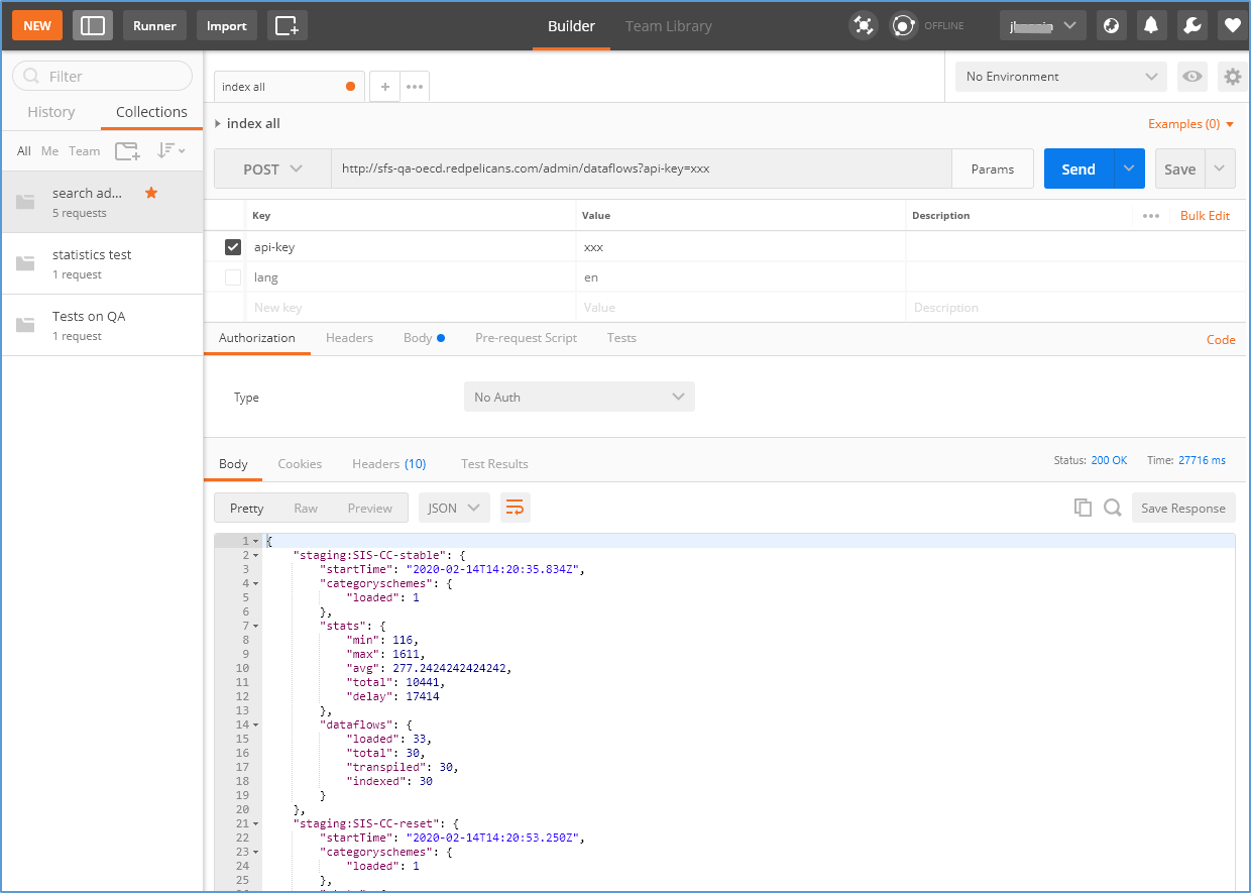 NEW Runner Import Builder Team Library OFFLINE
Filter
History Collections
All Me Team
search ad...
5 requests
statistics test
1 request
Tests on QA
1 request
index all + ••• No Environment
index all Examples (0)
POST http://sfs-qa-oecd.redpelicans.com/admin/dataflows?api-key=xxx Params Send Save
Key Value Description ••• Bulk Edit
api-key xxx
lang en
New key Value Description
Authorization Headers Body Pre-request Script Tests Code
Type No Auth
Body Cookies Headers (10) Test Results Status: 200 OK Time: 27716 ms
Pretty Raw Preview JSON Save Response
1 {
2 "staging:SIS-CC-stable": {
3 "startTime": "2020-02-14T14:20:35.834Z",
4 "categoryschemes": {
5 "loaded": 1
6 },
7 "stats": {
8 "min": 116,
9 "max": 1611,
10 "avg": 277.2424242424242,
11 "total": 10441,
12 "delay": 17414
13 },
14 "dataflows": {
15 "loaded": 33,
16 "total": 30,
17 "transpiled": 30,
18 "indexed": 30
19 }
20 },
21 "staging:SIS-CC-reset": {
22 "startTime": "2020-02-14T14:20:53.250Z",
23 "categoryschemes": {
24 "loaded": 1
25 },